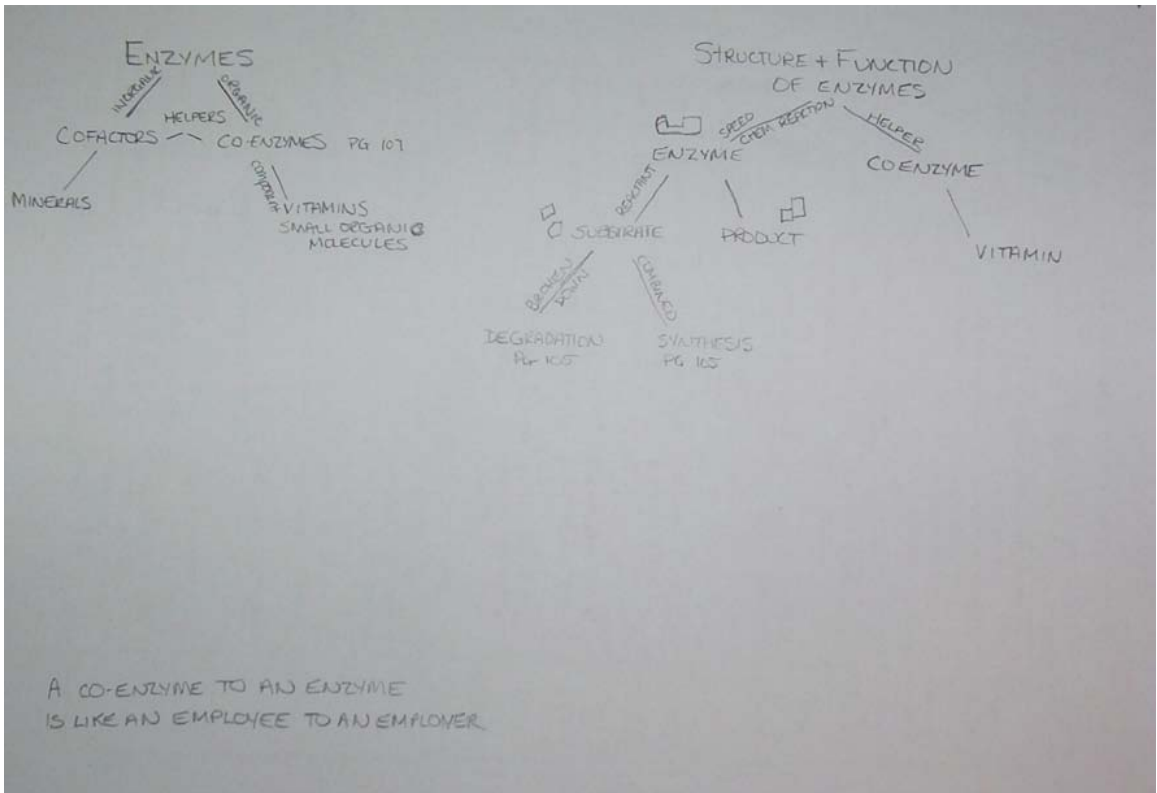 ENZYMES
INORGANIC
ORGANIC
HELPERS
COFACTORS
CO-ENZYMES PG 107
MINERALS
VITAMINS
SMALL ORGANIC
MOLECULES
STRUCTURE + FUNCTION
OF ENZYMES
SPEED
CHEM REACTION
HELPER
ENZYME
COENZYME
REACTANT
SUBSTRATE
PRODUCT
VITAMIN
BROKEN
DOWN
COMBINED
DEGRADATION
PG 105
SYNTHESIS
PG 105
A CO-ENZYME TO AN ENZYME
IS LIKE AN EMPLOYEE TO AN EMPLOYER